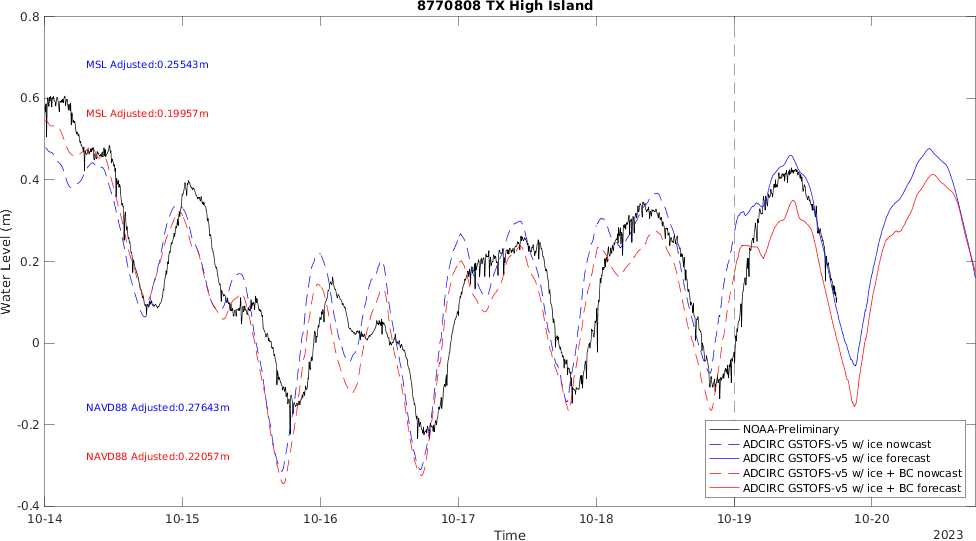 8770808 TX High Island
0.8
0.6
0.4
0.2
0
-0.2
-0.4
Water Level (m)
MSL Adjusted:0.25543m
MSL Adjusted:0.19957m
NAVD88 Adjusted:0.27643m
NAVD88 Adjusted:0.22057m
NOAA-Preliminary
ADCIRC GSTOFS-v5 w/ ice nowcast
ADCIRC GSTOFS-v5 w/ ice forecast
ADCIRC GSTOFS-v5 w/ ice + BC nowcast
ADCIRC GSTOFS-v5 w/ ice + BC forecast
10-14 10-15 10-16 10-17 10-18 10-19 10-20
Time
2023